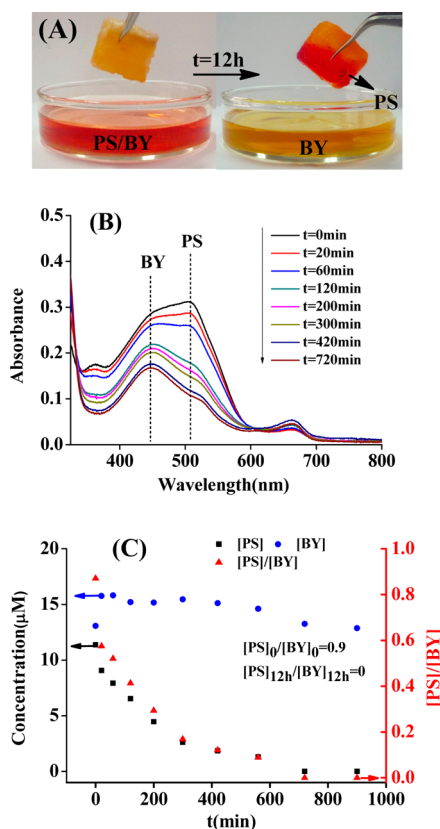 (A)
t=12h
PS
PS/BY
BY
(B)
PS
BY
t=0min
t=20min
t=60min
t=120min
t=200min
t=300min
t=420min
t=720min
0.5
0.4
0.3
0.2
0.1
0.0
Absorbance
400 500 600 700 800
Wavelength(nm)
[PS] [BY]
[PS]/[BY]
(C)
20
15
10
5
0
Concentration(μM)
1.0
0.8
0.6
0.4
0.2
0.0
[PS]/[BY]
[PS]0/[BY]0=0.9
[PS]12h/[BY]12h=0
0 200 400 600 800 1000
t(min)